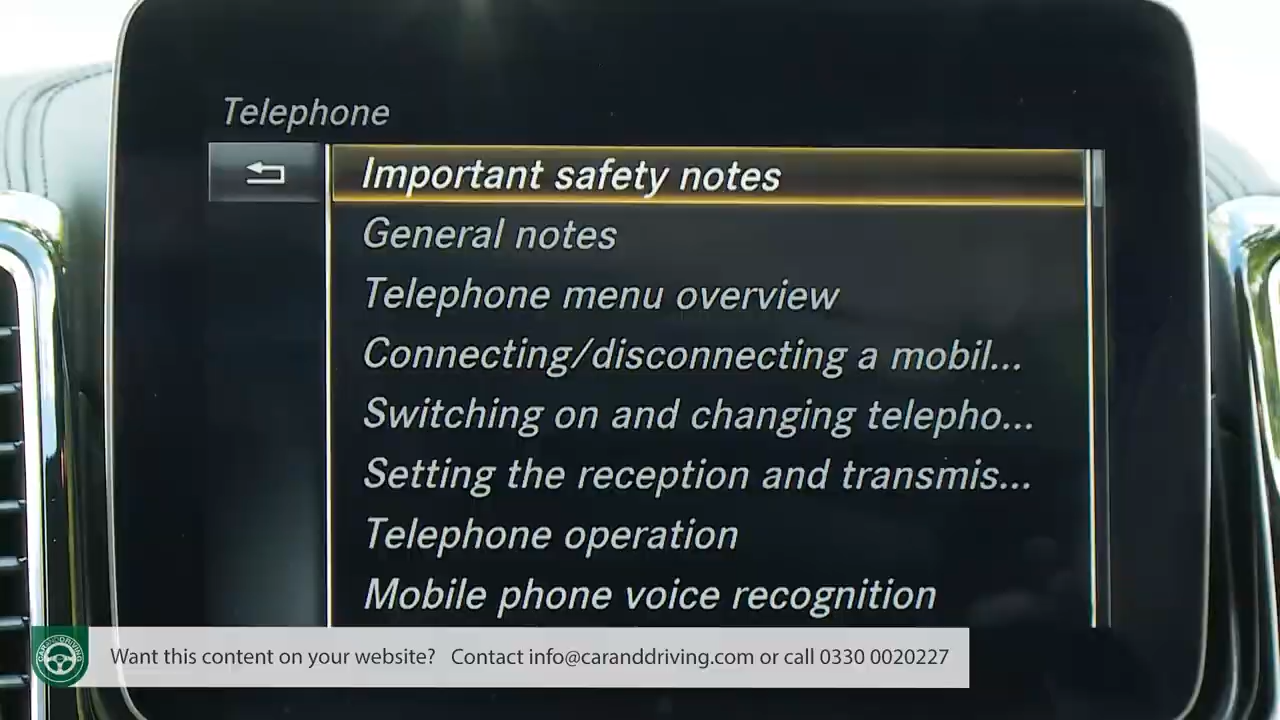 Telephone
Important safety notes
General notes
Telephone menu overview
Connecting/disconnecting a mobil...
Switching on and changing telepho...
Setting the reception and transmis...
Telephone operation
Mobile phone voice recognition
CARANDDRIVING
Want this content on your website? Contact info@caranddriving.com or call 0330 0020227